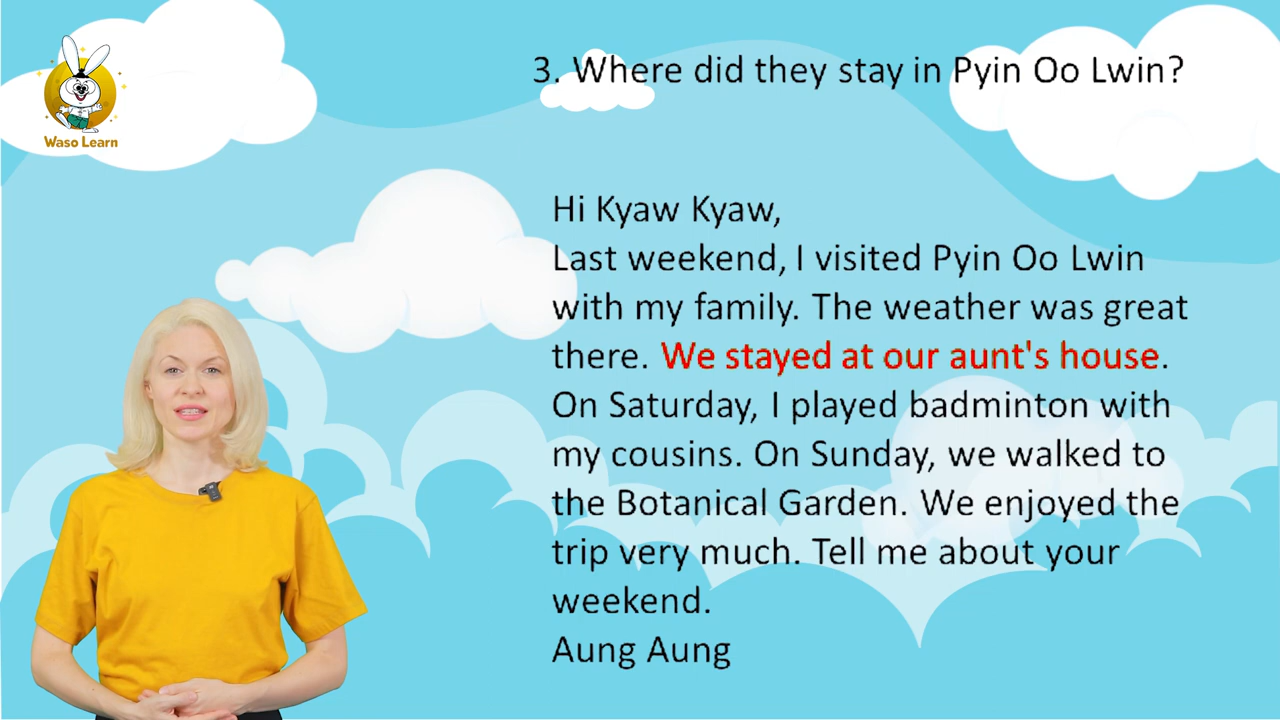 Waso Learn
3. Where did they stay in Pyin Oo Lwin?
Hi Kyaw Kyaw,
Last weekend, I visited Pyin Oo Lwin
with my family. The weather was great
there. We stayed at our aunt's house.
On Saturday, I played badminton with
my cousins. On Sunday, we walked to
the Botanical Garden. We enjoyed the
trip very much. Tell me about your
weekend.
Aung Aung